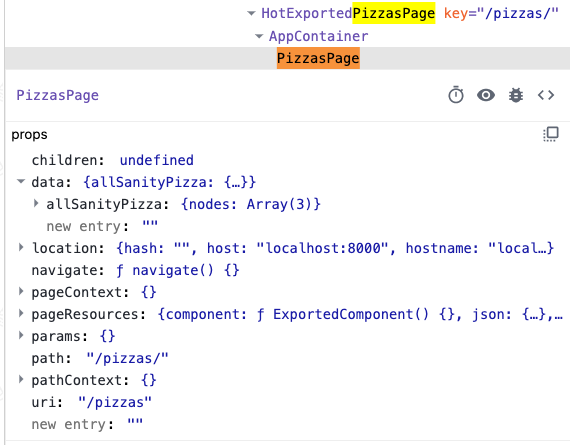 HotExportedPizzasPage key="/pizzas/"
AppContainer
PizzasPage
PizzasPage
props
children: undefined
data: {allSanityPizza: {…}}
allSanityPizza: {nodes: Array(3)}
new entry: ""
location: {hash: "", host: "localhost:8000", hostname: "local…}
navigate: ƒ navigate() {}
pageContext: {}
pageResources: {component: ƒ ExportedComponent() {}, json: {…},…
params: {}
path: "/pizzas/"
pathContext: {}
uri: "/pizzas"
new entry: ""